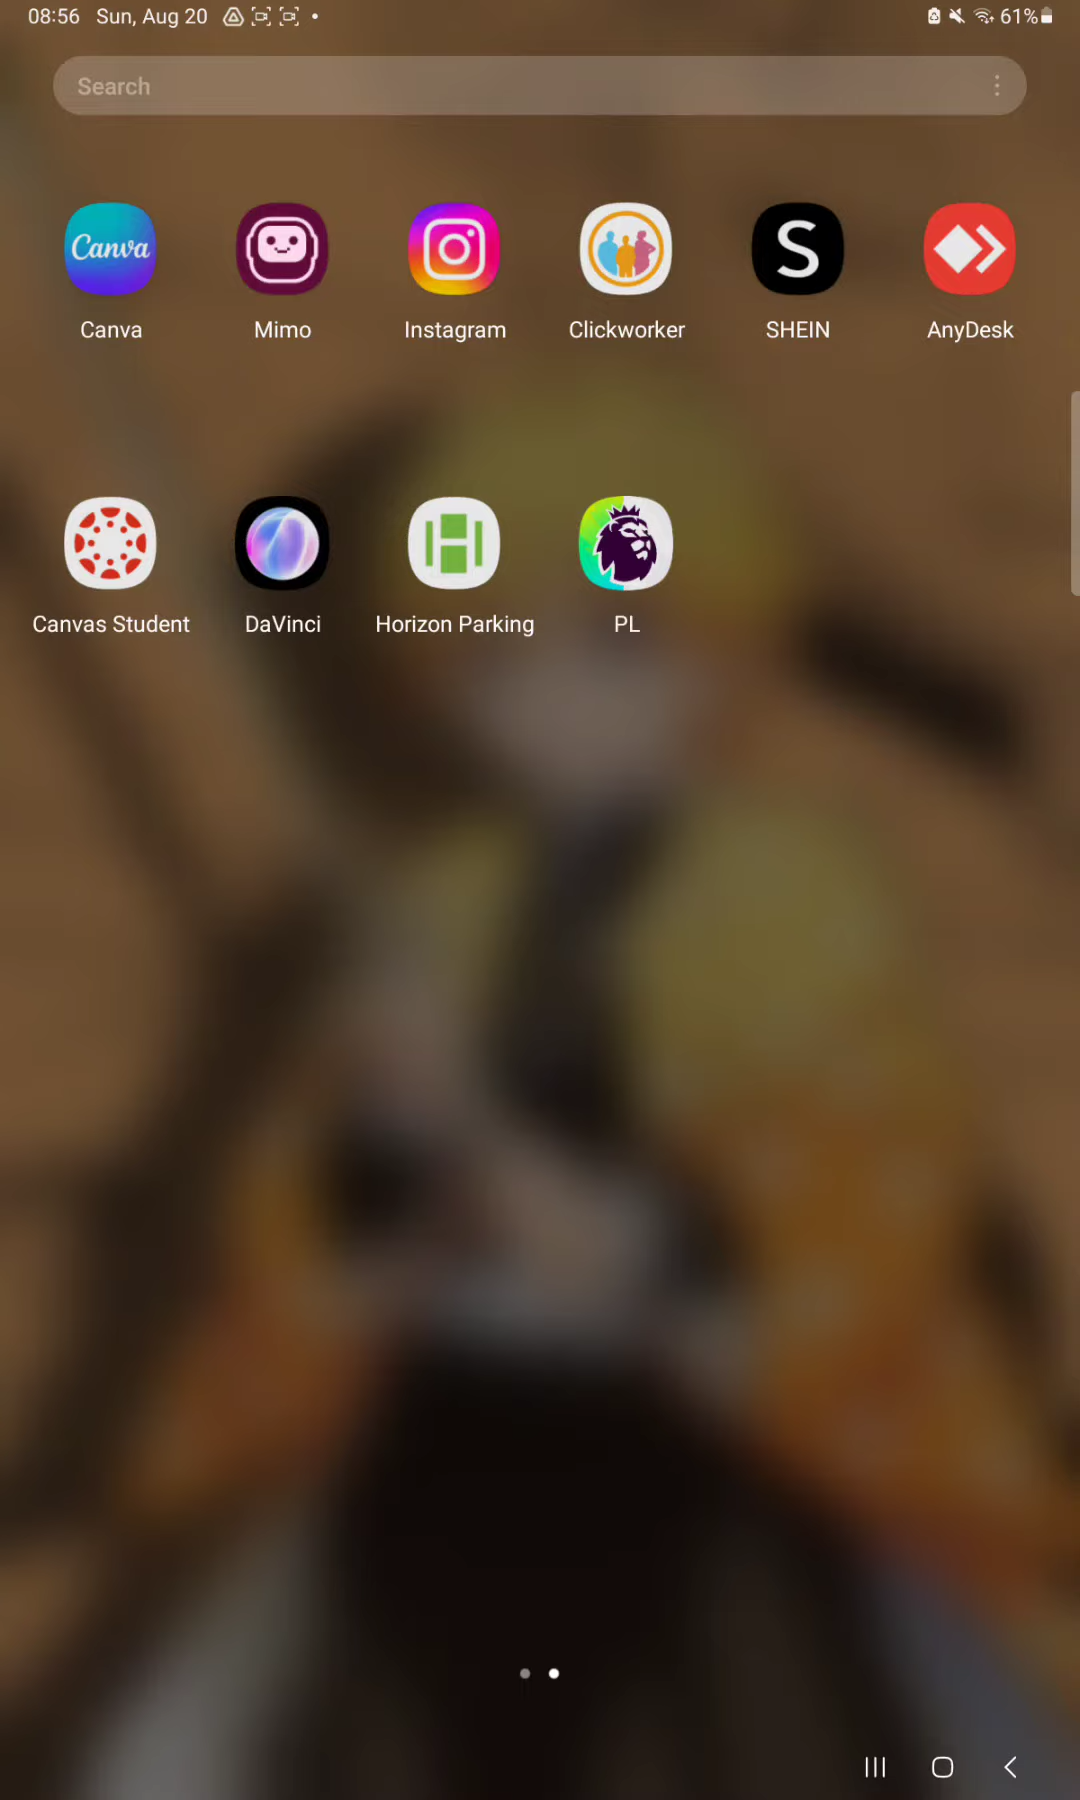 08:56 Sun, Aug 20 61%
Search
Canva
S
Canva Mimo Instagram Clickworker SHEIN AnyDesk
Canvas Student DaVinci Horizon Parking PL